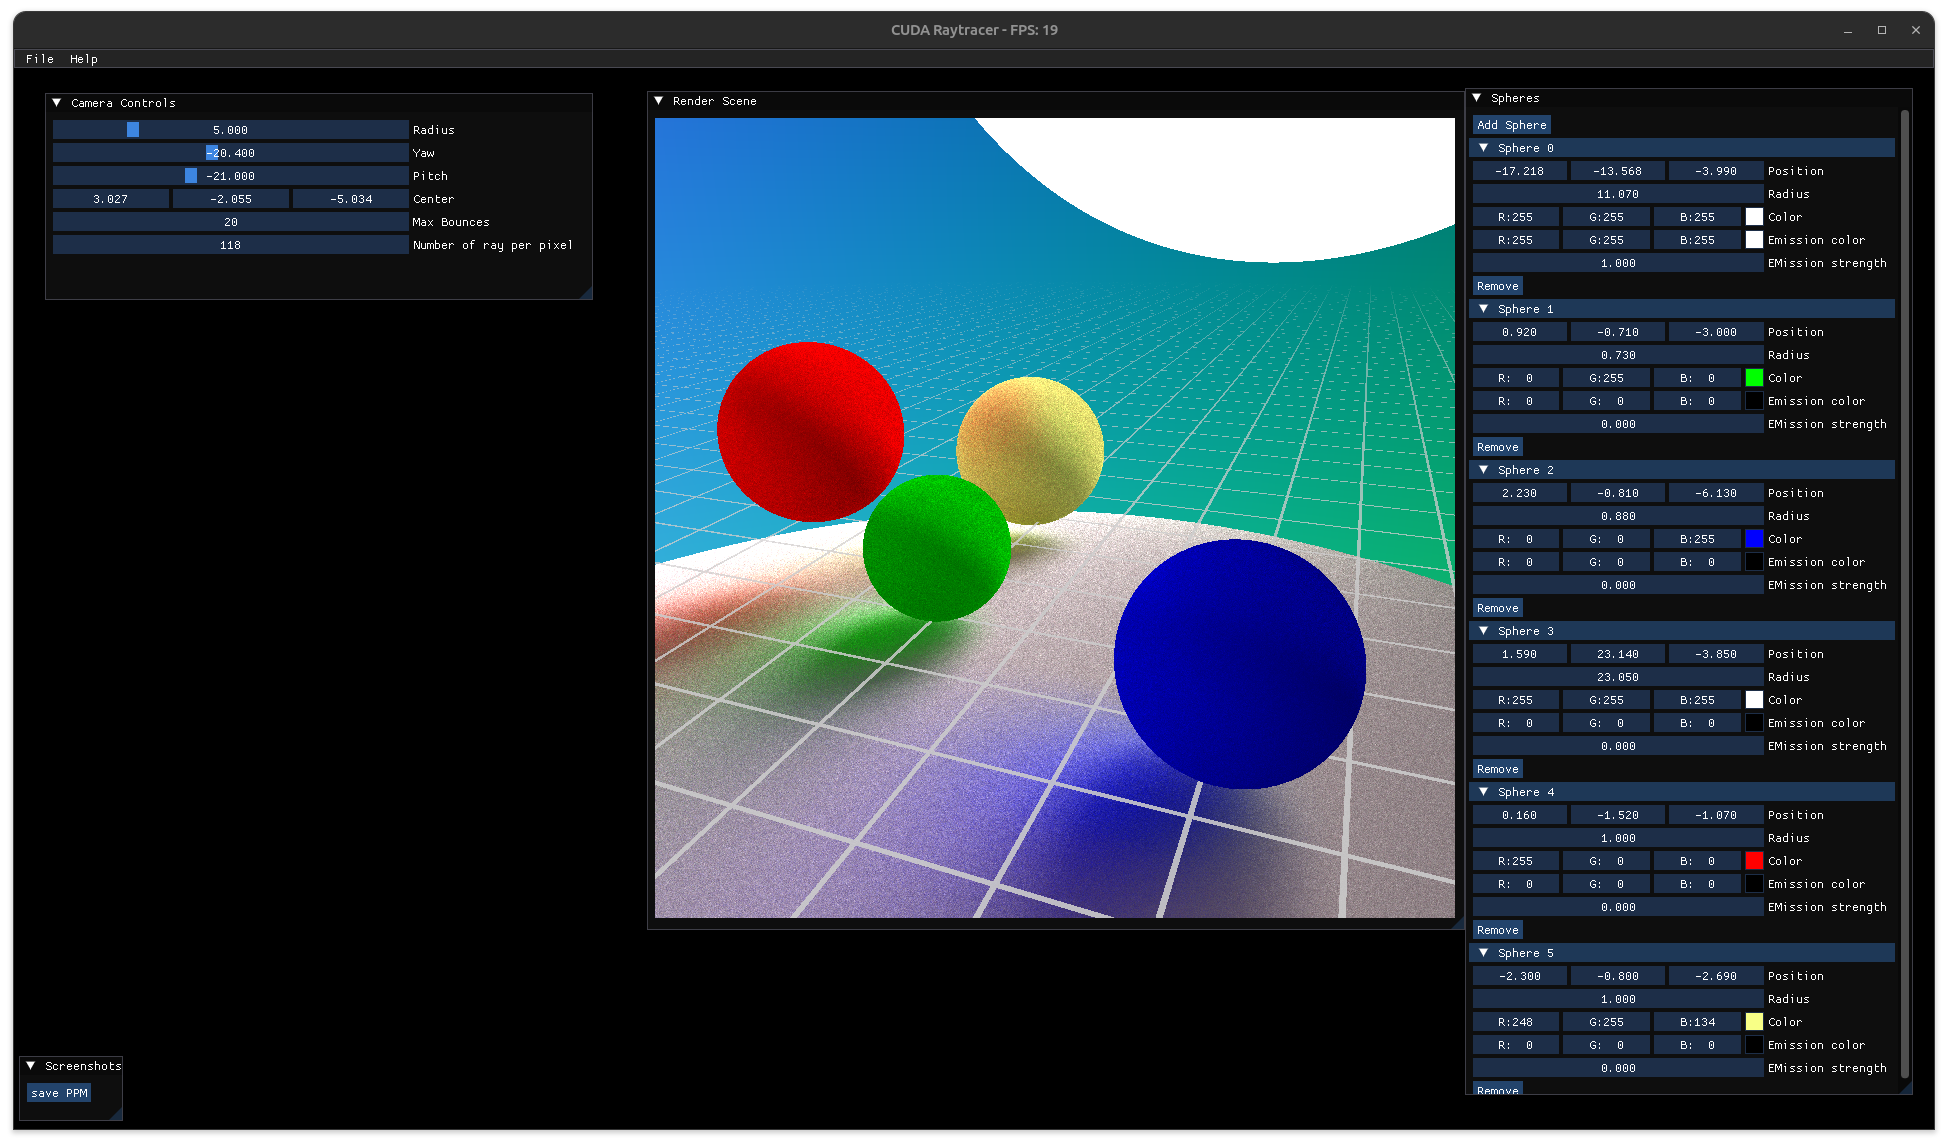 CUDA Raytracer - FPS: 19
File Help
Camera Controls
5.000 Radius
-20.400 Yaw
-21.000 Pitch
3.027 -2.055 -5.034 Center
20 Max Bounces
118 Number of ray per pixel
Render Scene
Spheres
Add Sphere
Sphere 0
-17.218 -13.568 -3.990 Position
11.070 Radius
R:255 G:255 B:255 Color
R:255 G:255 B:255 Emission color
1.000 EMission strength
Remove
Sphere 1
0.920 -0.710 -3.000 Position
0.730 Radius
R: 0 G:255 B: 0 Color
R: 0 G: 0 B: 0 Emission color
0.000 EMission strength
Remove
Sphere 2
2.230 -0.810 -6.130 Position
0.880 Radius
R: 0 G: 0 B:255 Color
R: 0 G: 0 B: 0 Emission color
0.000 EMission strength
Remove
Sphere 3
1.590 23.140 -3.850 Position
23.050 Radius
R:255 G:255 B:255 Color
R: 0 G: 0 B: 0 Emission color
0.000 EMission strength
Remove
Sphere 4
0.160 -1.520 -1.070 Position
1.000 Radius
R:255 G: 0 B: 0 Color
R: 0 G: 0 B: 0 Emission color
0.000 EMission strength
Remove
Sphere 5
-2.300 -0.800 -2.690 Position
1.000 Radius
R:248 G:255 B:134 Color
R: 0 G: 0 B: 0 Emission color
0.000 EMission strength
Remove
Screenshots
save PPM